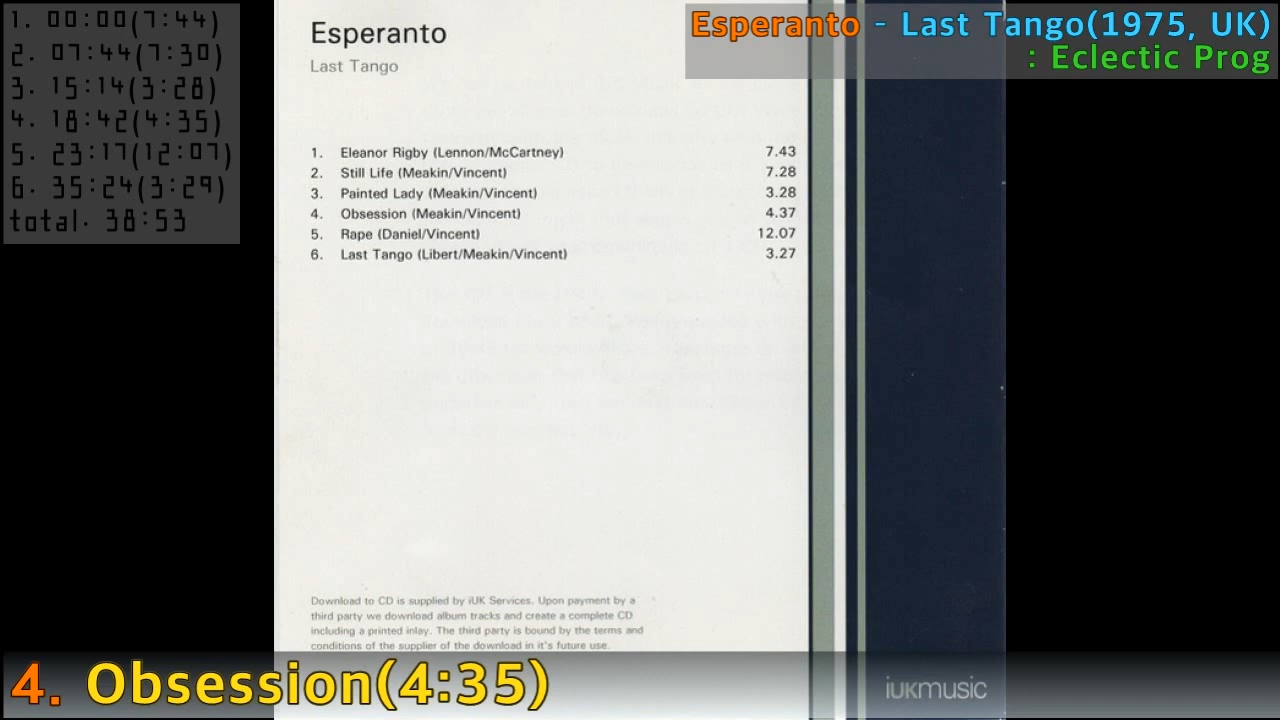 1. 00:00(7:44)
2. 07:44(7:30)
3. 15:14(3:28)
4. 18:42(4:35)
5. 23:17(12:07)
6. 35:24(3:29)
total. 38:53
Esperanto - Last Tango(1975, UK)
: Eclectic Prog
Esperanto
Last Tango
1. Eleanor Rigby (Lennon/McCartney) 7.43
2. Still Life (Meakin/Vincent) 7.28
3. Painted Lady (Meakin/Vincent) 3.28
4. Obsession (Meakin/Vincent) 4.37
5. Rape (Daniel/Vincent) 12.07
6. Last Tango (Libert/Meakin/Vincent) 3.27
Download to CD is supplied by iUK Services. Upon payment by a
third party we download album tracks and create a complete CD
including a printed inlay. The third party is bound by the terms and
conditions of the supplier of the download in it's future use.
4. Obsession(4:35)
iukmusic